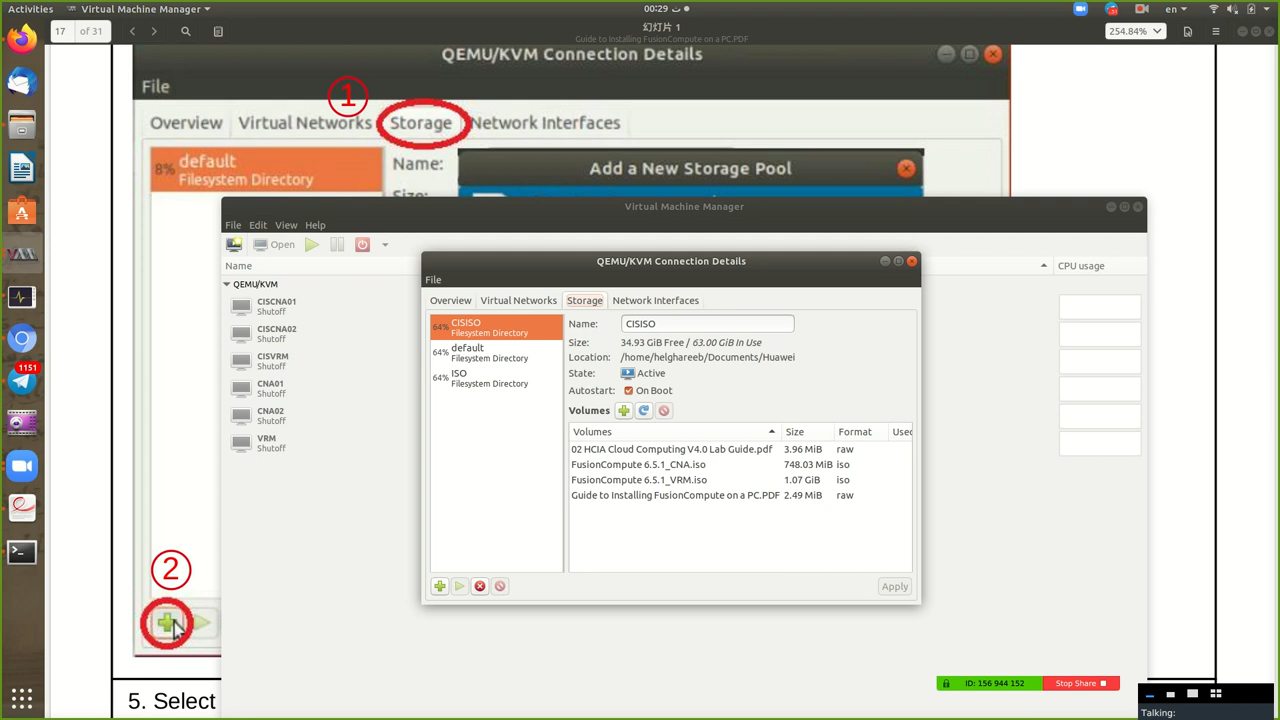 Activities
Virtual Machine Manager
00:29 ت
en
17
of 31
幻灯片 1
Guide to Installing FusionCompute on a PC.PDF
254.84%
QEMU/KVM Connection Details
File
1
Overview
Virtual Networks
Storage
Network Interfaces
8%
default
Filesystem Directory
Name:
Add a New Storage Pool
Virtual Machine Manager
File
Edit
View
Help
Open
Name
CPU usage
QEMU/KVM
CISCNA01
Shutoff
CISCNA02
Shutoff
CISVRM
Shutoff
CNA01
Shutoff
CNA02
Shutoff
VRM
Shutoff
QEMU/KVM Connection Details
File
Overview
Virtual Networks
Storage
Network Interfaces
64%
CISISO
Filesystem Directory
64%
default
Filesystem Directory
64%
ISO
Filesystem Directory
Name:
CISISO
Size:
34.93 GiB Free / 63.00 GiB In Use
Location:
/home/helghareeb/Documents/Huawei
State:
Active
Autostart:
On Boot
Volumes
Volumes
Size
Format
Used
02 HCIA Cloud Computing V4.0 Lab Guide.pdf
3.96 MiB
raw
FusionCompute 6.5.1_CNA.iso
748.03 MiB
iso
FusionCompute 6.5.1_VRM.iso
1.07 GiB
iso
Guide to Installing FusionCompute on a PC.PDF
2.49 MiB
raw
Apply
1151
2
5. Select
ID: 156 944 152
Stop Share
Talking: